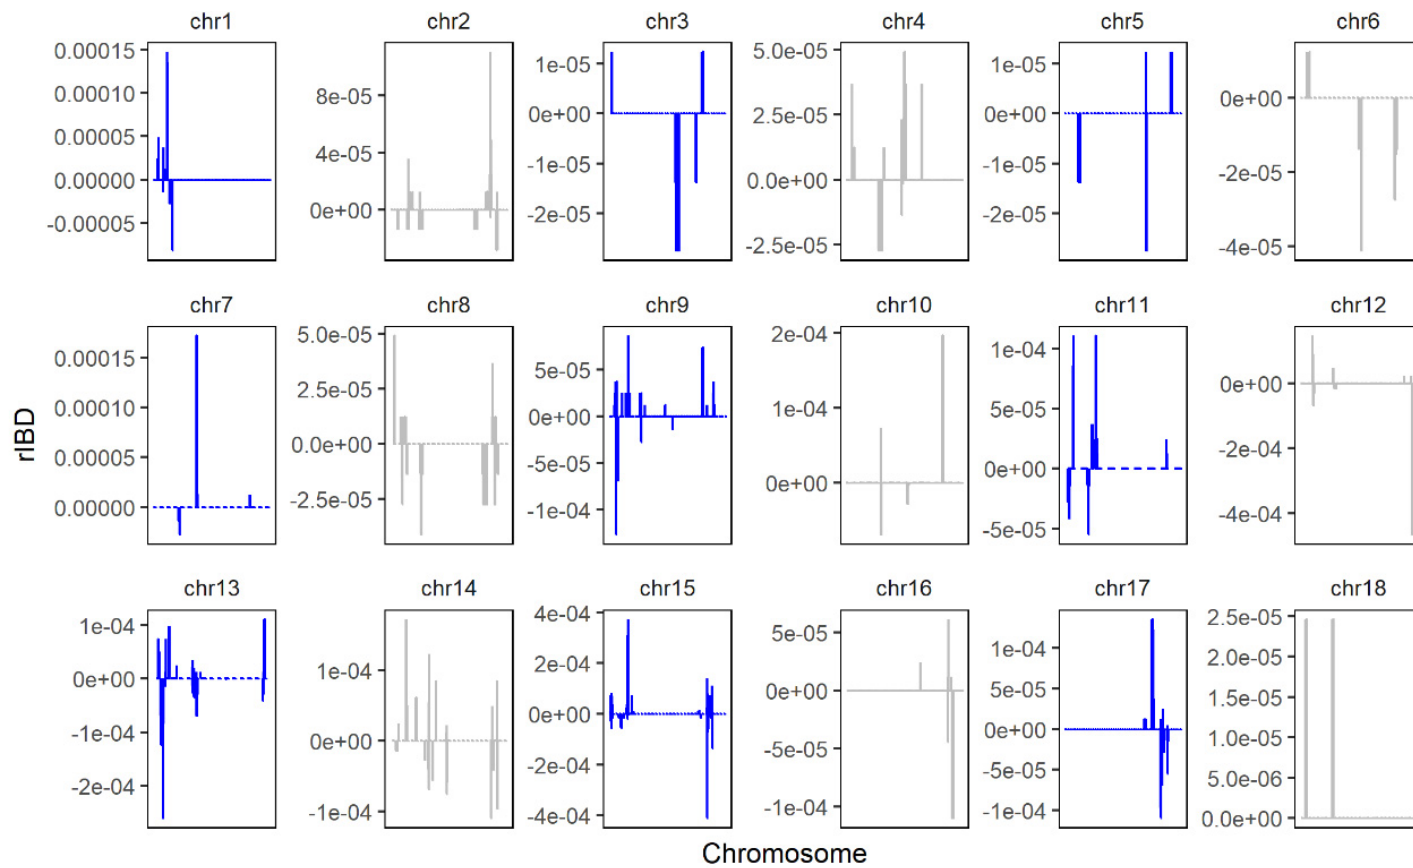 chr1 chr2 chr3 chr4 chr5 chr6
0.00015 0.00010 0.00005 0.00000 -0.00005
8e-05 4e-05 0e+00
1e-05 0e+00 -1e-05 -2e-05
5.0e-05 2.5e-05 0.0e+00 -2.5e-05
1e-05 0e+00 -1e-05 -2e-05
0e+00 -2e-05 -4e-05
chr7 chr8 chr9 chr10 chr11 chr12
0.00015 0.00010 0.00005 0.00000
5.0e-05 2.5e-05 0.0e+00 -2.5e-05
5e-05 0e+00 -5e-05 -1e-04
2e-04 1e-04 0e+00
1e-04 5e-05 0e+00 -5e-05
0e+00 -2e-04 -4e-04
rIBD
chr13 chr14 chr15 chr16 chr17 chr18
1e-04 0e+00 -1e-04 -2e-04
1e-04 0e+00 -1e-04
4e-04 2e-04 0e+00 -2e-04 -4e-04
5e-05 0e+00 -5e-05 -1e-04
1e-04 5e-05 0e+00 -5e-05 -1e-04
2.5e-05 2.0e-05 1.5e-05 1.0e-05 5.0e-06 0.0e+00
Chromosome